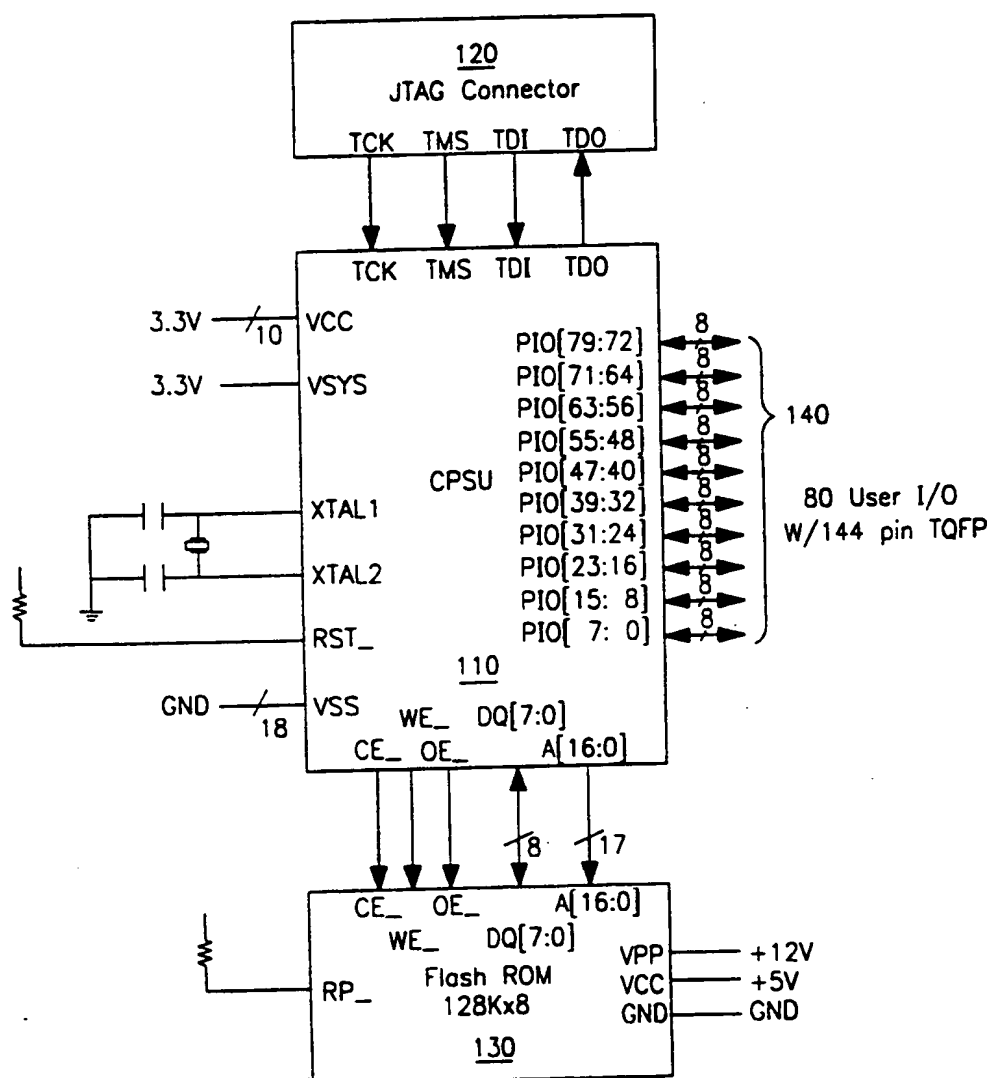 120
JTAG Connector
TCK TMS TDI TDO
TCK TMS TDI TDO
3.3V 10 VCC
3.3V VSYS
XTAL1
XTAL2
RST_
GND 18 VSS
CPSU
110
PIO[79:72] 8
PIO[71:64] 8
PIO[63:56] 8
PIO[55:48] 8
PIO[47:40] 8
PIO[39:32] 8
PIO[31:24] 8
PIO[23:16] 8
PIO[15: 8] 8
PIO[ 7: 0] 8
140
80 User I/O
W/144 pin TQFP
WE_ DQ[7:0]
CE_ OE_ A[16:0]
8 17
CE_ OE_ A[16:0]
WE_ DQ[7:0]
RP_
Flash ROM
128Kx8
130
VPP +12V
VCC +5V
GND GND